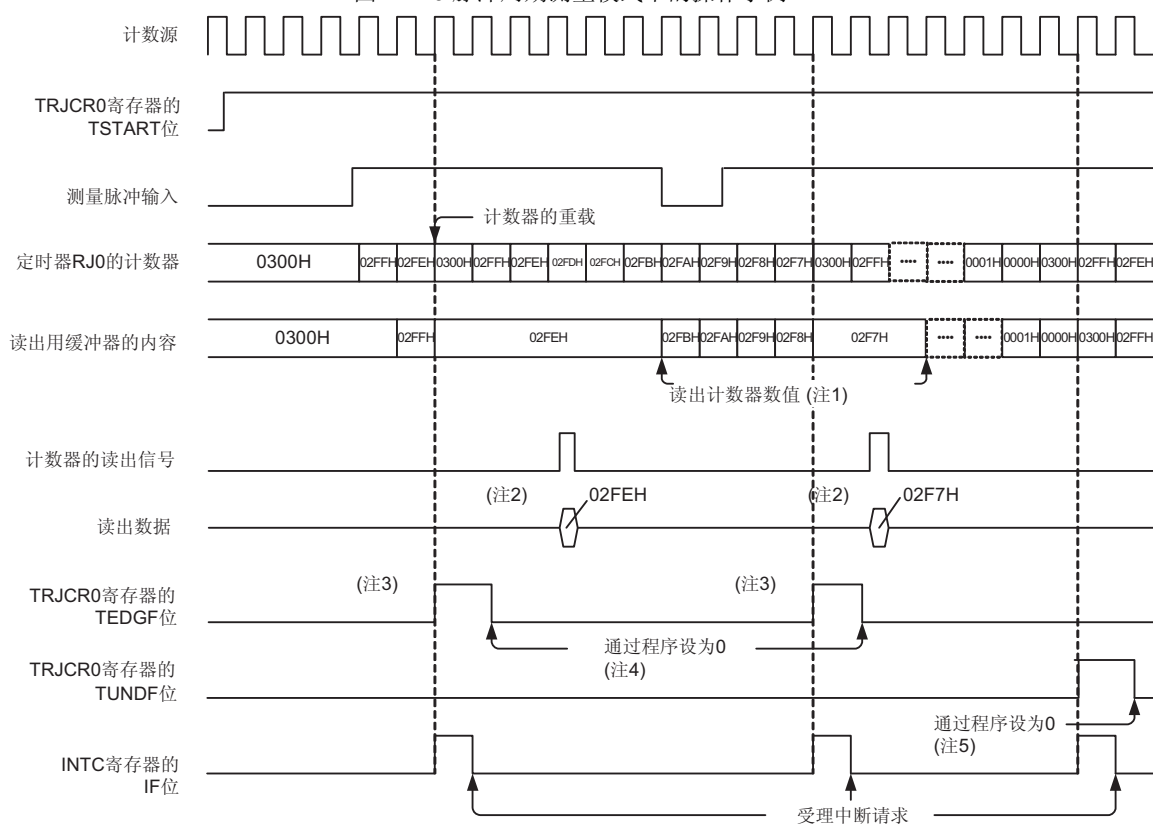 计数源
TRJCR0寄存器的
TSTART位
测量脉冲输入
计数器的重载
定时器RJ0的计数器
0300H 02FFH 02FEH 0300H 02FFH 02FEH 02FDH 02FCH 02FBH 02FAH 02F9H 02F8H 02F7H 0300H 02FFH •••• •••• 0001H 0000H 0300H 02FFH 02FEH
读出用缓冲器的内容
0300H 02FFH 02FEH 02FBH 02FAH 02F9H 02F8H 02F7H •••• •••• 0001H 0000H 0300H 02FFH
读出计数器数值 (注1)
计数器的读出信号
(注2) 02FEH (注2) 02F7H
读出数据
(注3) (注3)
TRJCR0寄存器的
TEDGF位
通过程序设为0
(注4)
TRJCR0寄存器的
TUNDF位
通过程序设为0
(注5)
INTC寄存器的
IF位
受理中断请求